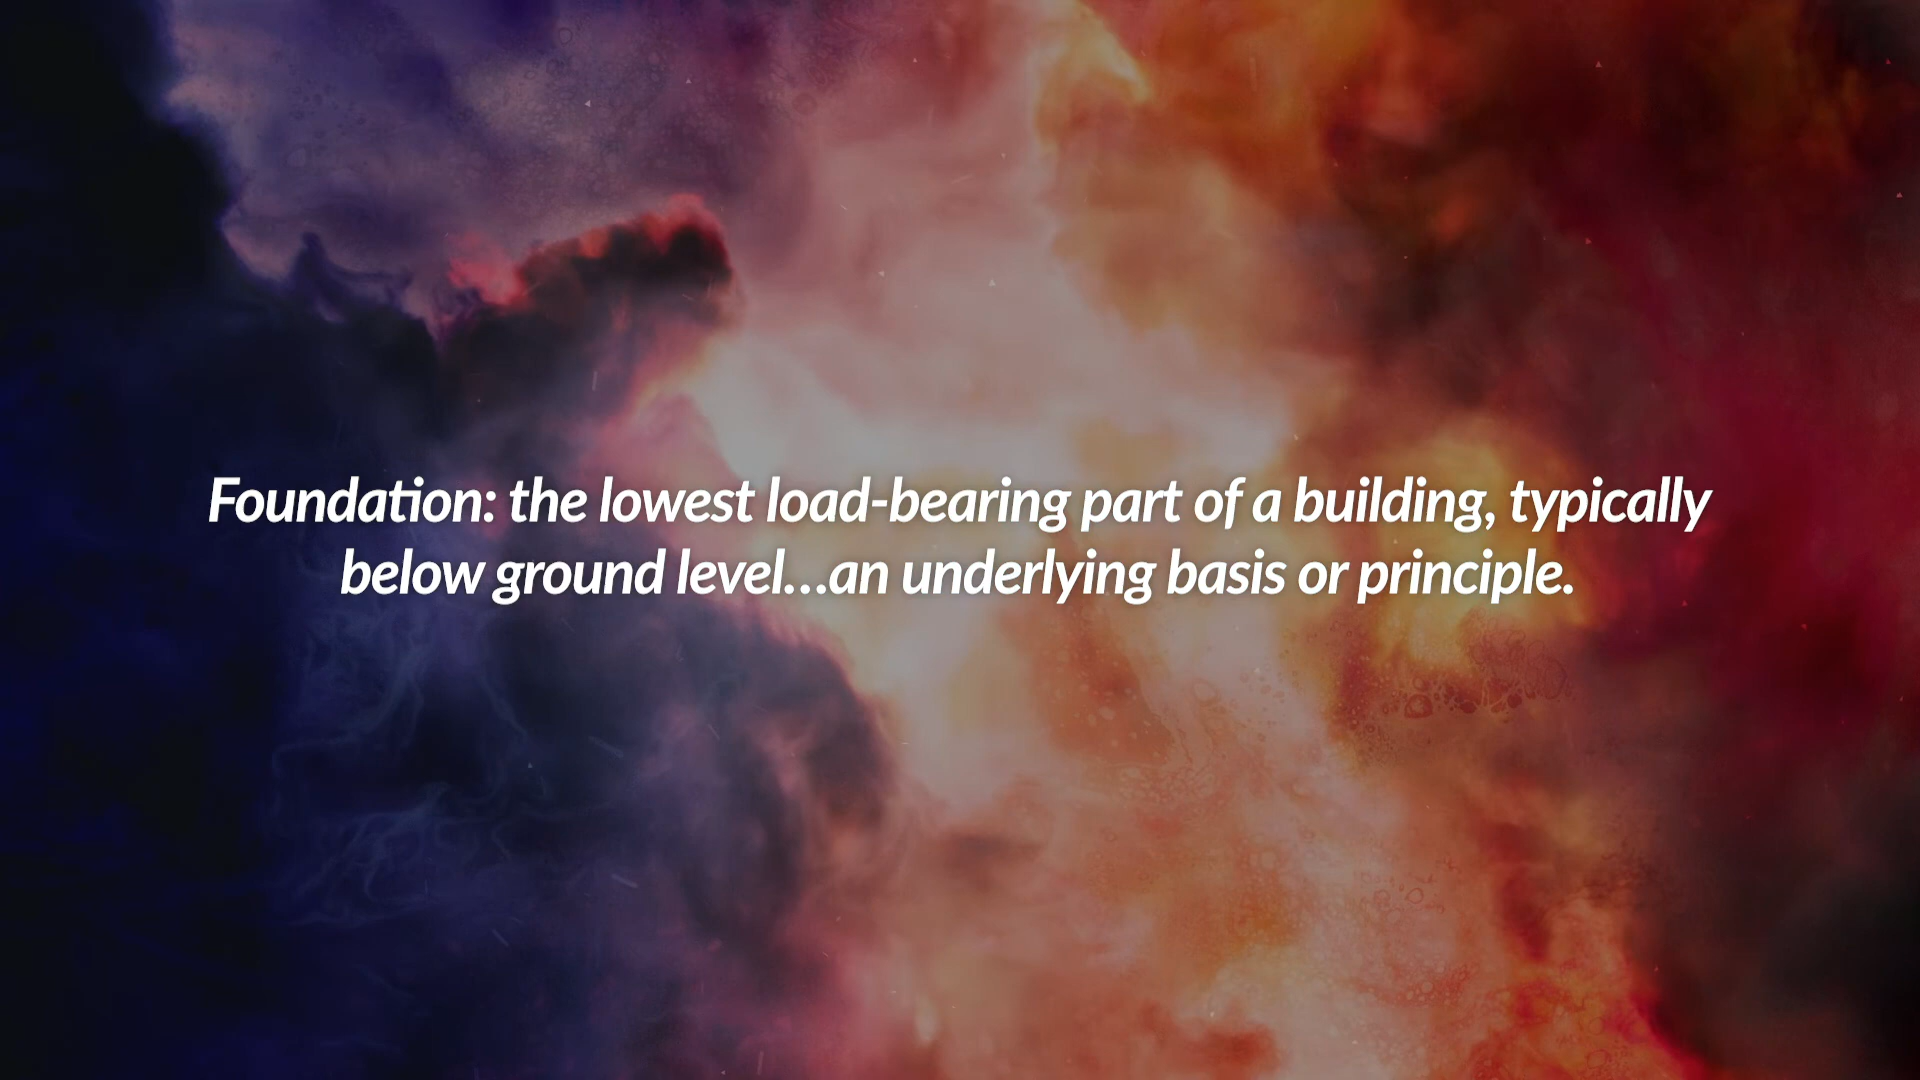 Foundation: the lowest load-bearing part of a building, typically
below ground level...an underlying basis or principle.